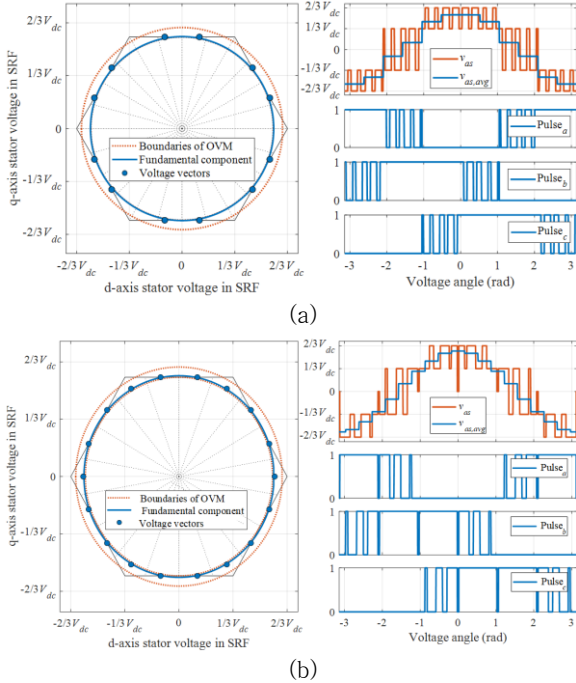 2/3 V_dc
1/3 V_dc
0
-1/3 V_dc
-2/3 V_dc
q-axis stator voltage in SRF
Boundaries of OVM
Fundamental component
Voltage vectors
-2/3 V_dc -1/3 V_dc 0 1/3 V_dc 2/3 V_dc
d-axis stator voltage in SRF
2/3 V_dc
1/3 V_dc
0
-1/3 V_dc
-2/3 V_dc
v_as
v_as,avg
1
0
Pulse_a
1
0
Pulse_b
1
0
Pulse_c
-3 -2 -1 0 1 2 3
Voltage angle (rad)
(a)
2/3 V_dc
1/3 V_dc
0
-1/3 V_dc
-2/3 V_dc
q-axis stator voltage in SRF
Boundaries of OVM
Fundamental component
Voltage vectors
-2/3 V_dc -1/3 V_dc 0 1/3 V_dc 2/3 V_dc
d-axis stator voltage in SRF
2/3 V_dc
1/3 V_dc
0
-1/3 V_dc
-2/3 V_dc
v_as
v_as,avg
1
0
Pulse_a
1
0
Pulse_b
1
0
Pulse_c
-3 -2 -1 0 1 2 3
Voltage angle (rad)
(b)